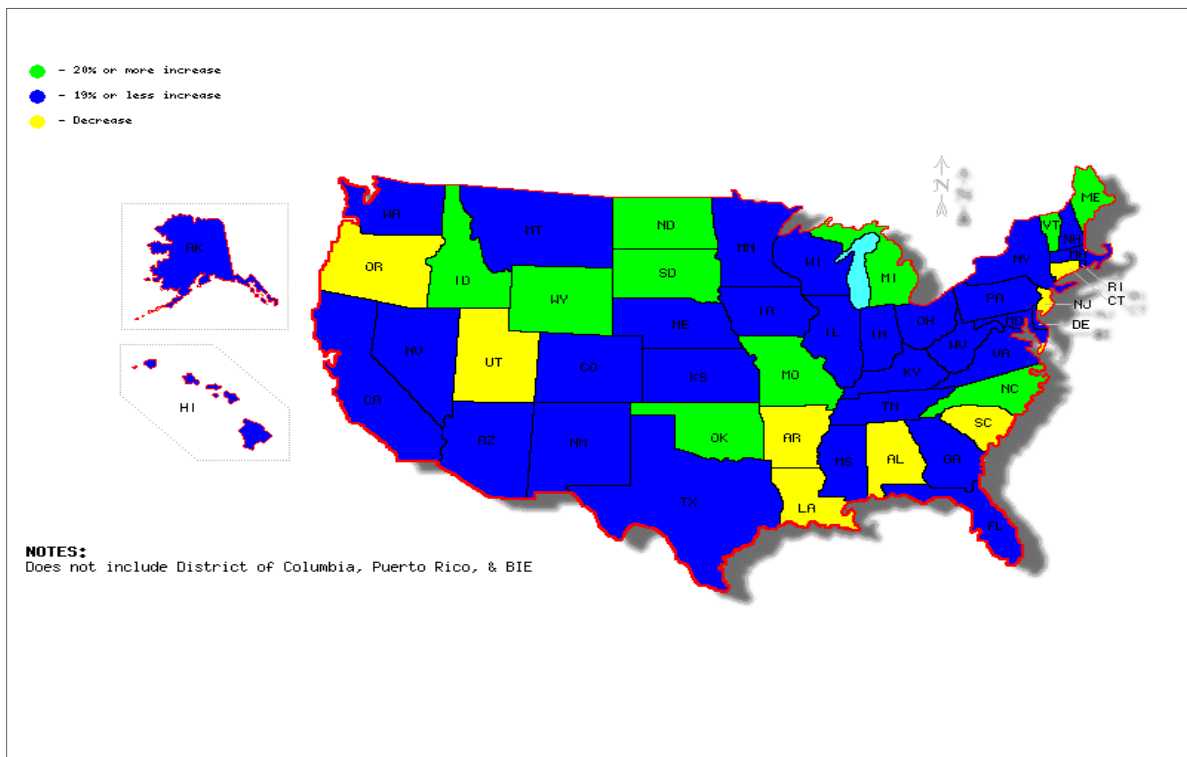 - 20% or more increase
- 19% or less increase
- Decrease
N
WA
MT
ND
MN
ME
VT
NH
AK
OR
ID
SD
WI
MI
NY
MA
WY
RI
CT
IA
PA
NJ
NE
OH
MD
DE
NV
UT
IL
IN
WV
VA
CO
KS
MO
KY
NC
CA
HI
TN
AZ
NM
OK
AR
SC
MS
AL
GA
TX
LA
FL
NOTES:
Does not include District of Columbia, Puerto Rico, & BIE